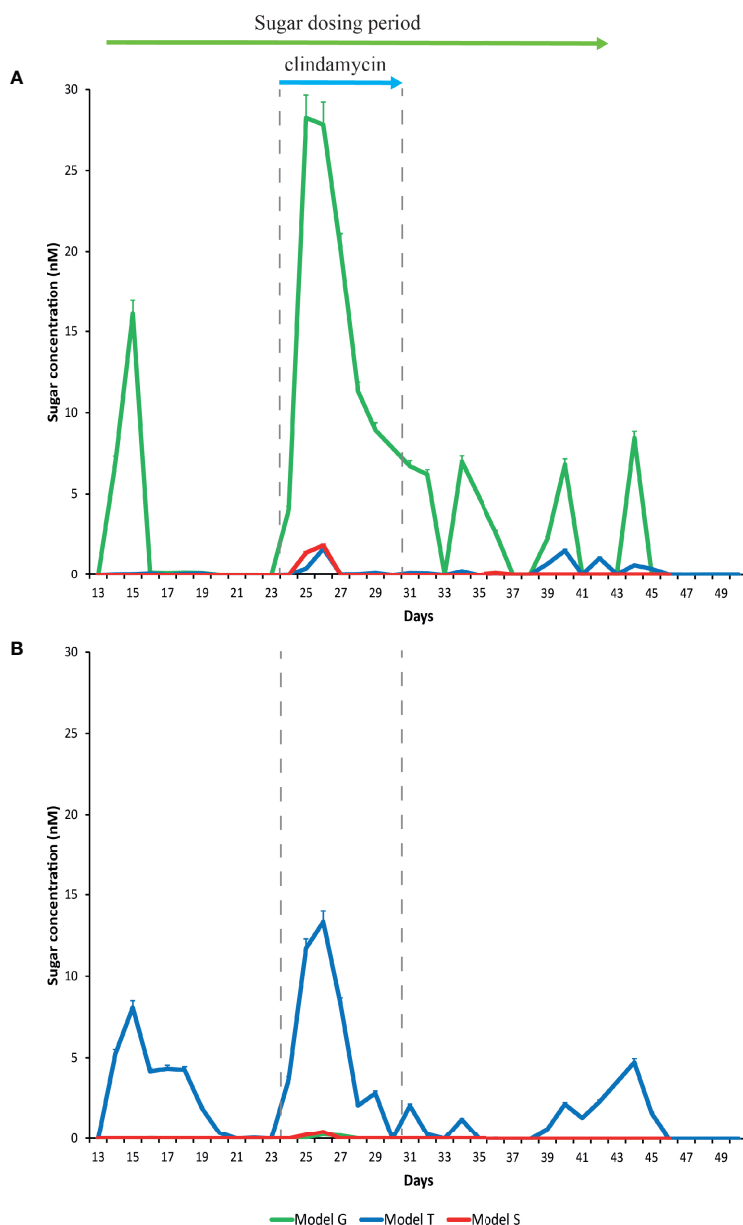 Sugar dosing period
clindamycin
A
30
25
20
15
10
5
0
Sugar concentration (nM)
13 15 17 19 21 23 25 27 29 31 33 35 37 39 41 43 45 47 49
Days
B
30
25
20
15
10
5
0
Sugar concentration (nM)
13 15 17 19 21 23 25 27 29 31 33 35 37 39 41 43 45 47 49
Days
Model G Model T Model S